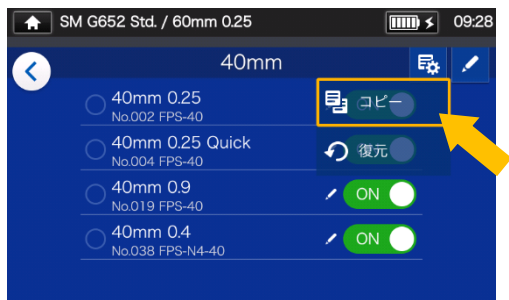 SM G652 Std. / 60mm 0.25 09:28
40mm
40mm 0.25
No.002 FPS-40
コピー
40mm 0.25 Quick
No.004 FPS-40
復元
40mm 0.9
No.019 FPS-40
ON
40mm 0.4
No.038 FPS-N4-40
ON